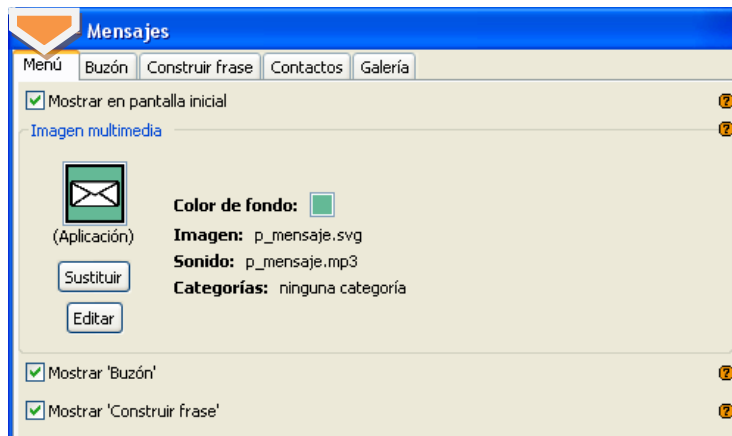 Mensajes
Menú Buzón Construir frase Contactos Galería
Mostrar en pantalla inicial
Imagen multimedia
Color de fondo:
(Aplicación) Imagen: p_mensaje.svg
Sonido: p_mensaje.mp3
Sustituir
Categorías: ninguna categoría
Editar
Mostrar 'Buzón'
Mostrar 'Construir frase'